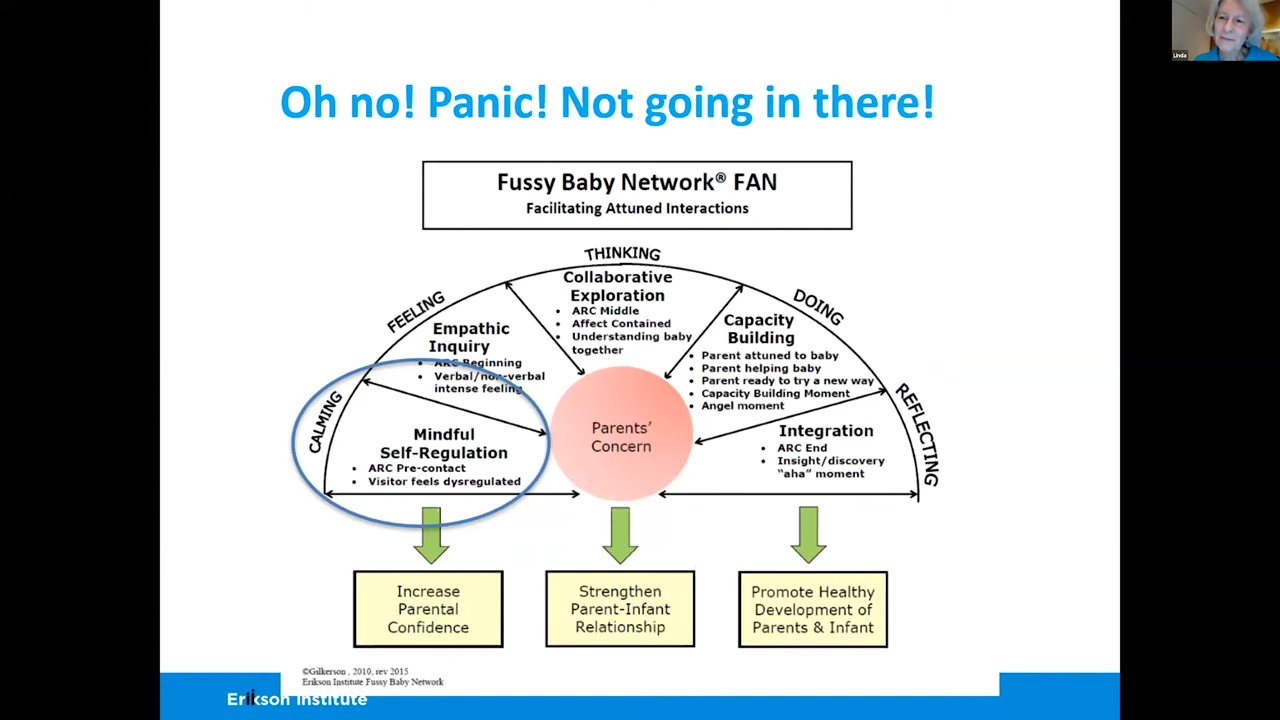 Linda
Oh no! Panic! Not going in there!
Fussy Baby Network® FAN
Facilitating Attuned Interactions
THINKING
Collaborative
Exploration
• ARC Middle
• Affect Contained
• Understanding baby
together
FEELING
Empathic
Inquiry
• ARC Beginning
• Verbal/non-verbal
intense feeling
DOING
Capacity
Building
• Parent attuned to baby
• Parent helping baby
• Parent ready to try a new way
• Capacity Building Moment
• Angel moment
CALMING
Mindful
Self-Regulation
• ARC Pre-contact
• Visitor feels dysregulated
Parents'
Concern
REFLECTING
Integration
• ARC End
• Insight/discovery
"aha" moment
Increase
Parental
Confidence
Strengthen
Parent-Infant
Relationship
Promote Healthy
Development of
Parents & Infant
©Gilkerson , 2010, rev 2015
Erikson Institute Fussy Baby Network
Erikson Institute